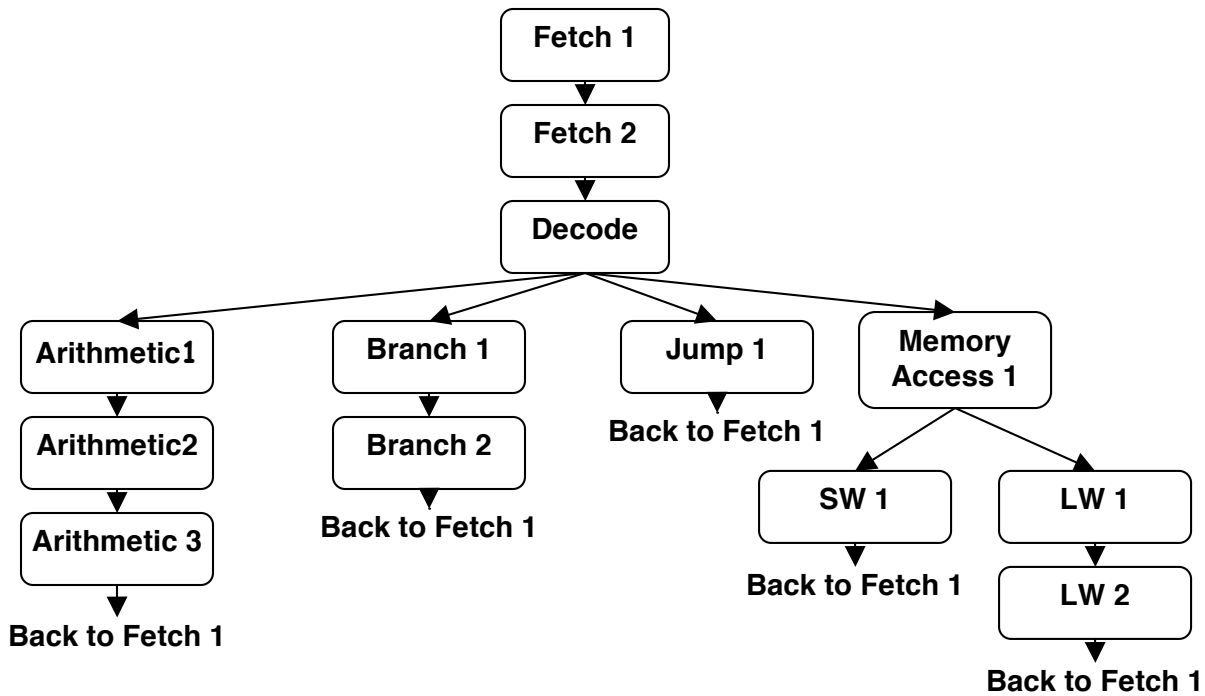 Fetch 1
Fetch 2
Decode
Arithmetic1
Branch 1
Jump 1
Memory
Access 1
Arithmetic2
Branch 2
Back to Fetch 1
SW 1
LW 1
Arithmetic 3
Back to Fetch 1
Back to Fetch 1
LW 2
Back to Fetch 1
Back to Fetch 1